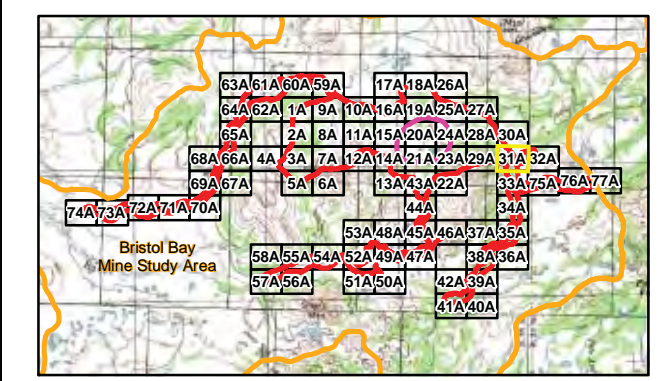 63A 61A 60A 59A 17A 18A 26A
64A 62A 1A 9A 10A 16A 19A 25A 27A
65A 2A 8A 11A 15A 20A 24A 28A 30A
68A 66A 4A 3A 7A 12A 14A 21A 23A 29A 31A 32A
69A 67A 5A 6A 13A 43A 22A 33A 75A 76A 77A
74A 73A 72A 71A 70A 44A 34A
53A 48A 45A 46A 37A 35A
Bristol Bay
Mine Study Area
58A 55A 54A 52A 49A 47A 38A 36A
57A 56A 51A 50A 42A 39A
41A 40A